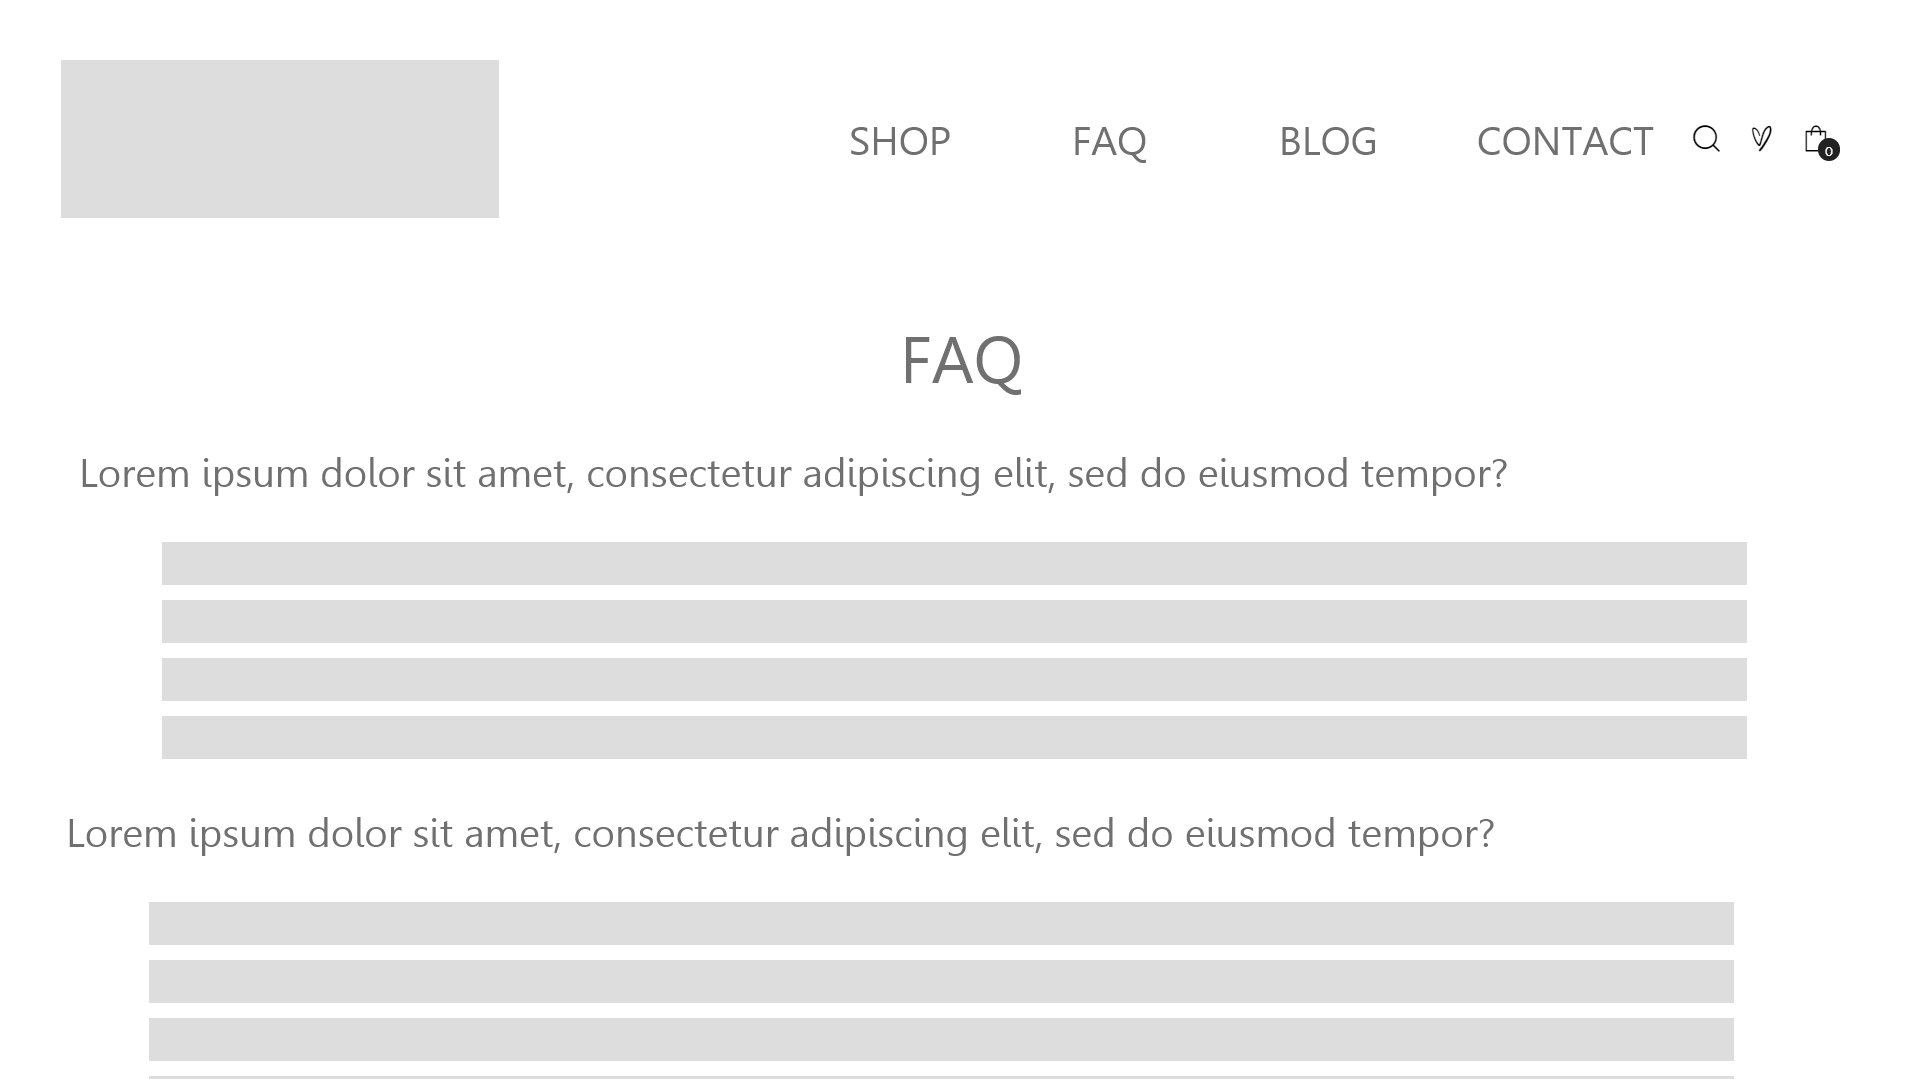 SHOP FAQ BLOG CONTACT 0
FAQ
Lorem ipsum dolor sit amet, consectetur adipiscing elit, sed do eiusmod tempor?
Lorem ipsum dolor sit amet, consectetur adipiscing elit, sed do eiusmod tempor?